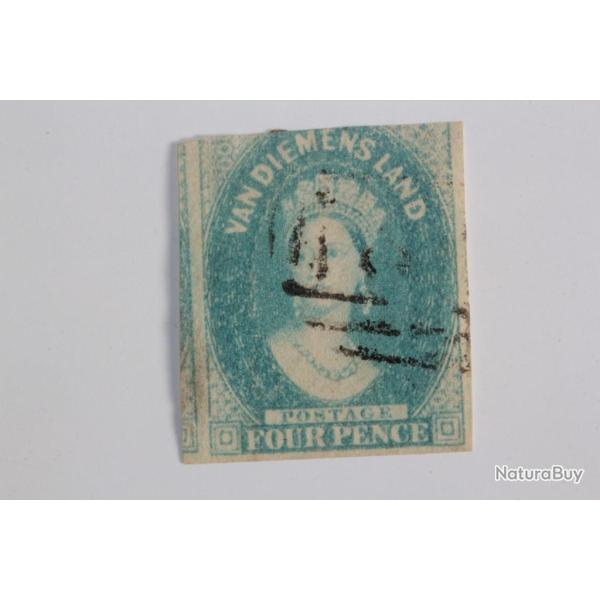 VAN DIEMENS LAND
POSTAGE
FOUR PENCE
NaturaBuy